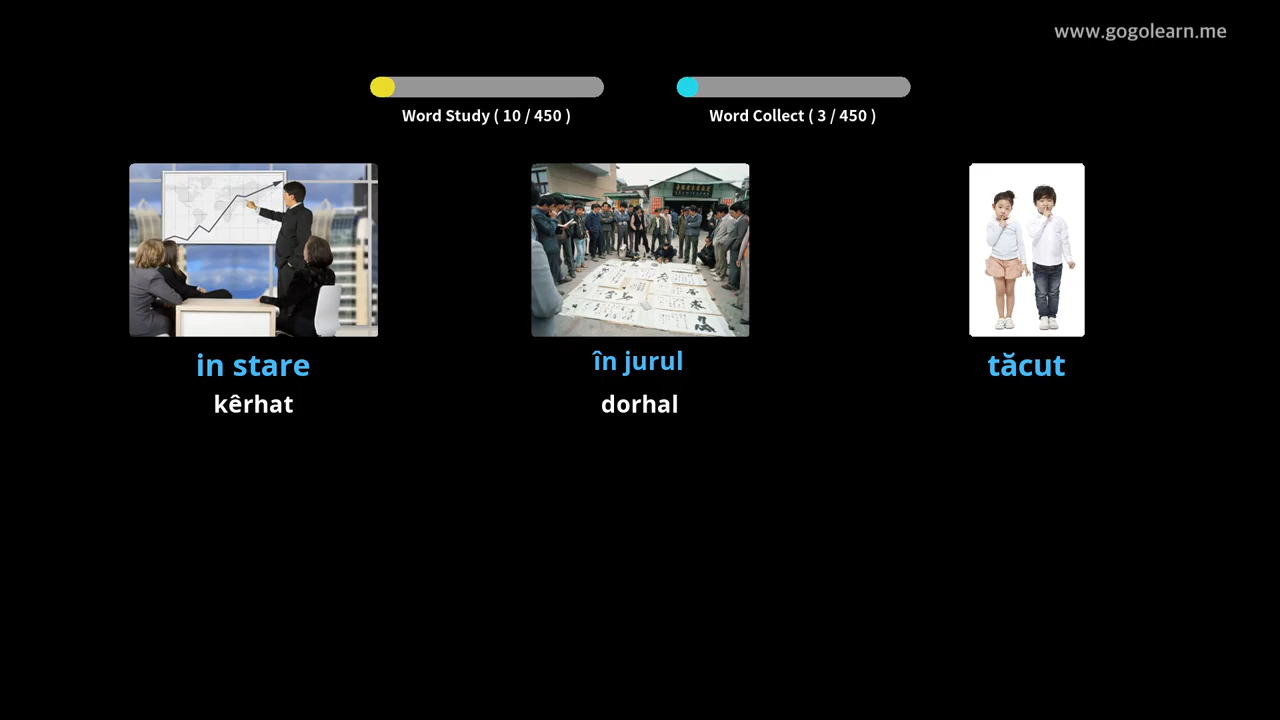 www.gogolearn.me
Word Study ( 10 / 450 )
Word Collect ( 3 / 450 )
in stare
în jurul
tăcut
kêrhat
dorhal